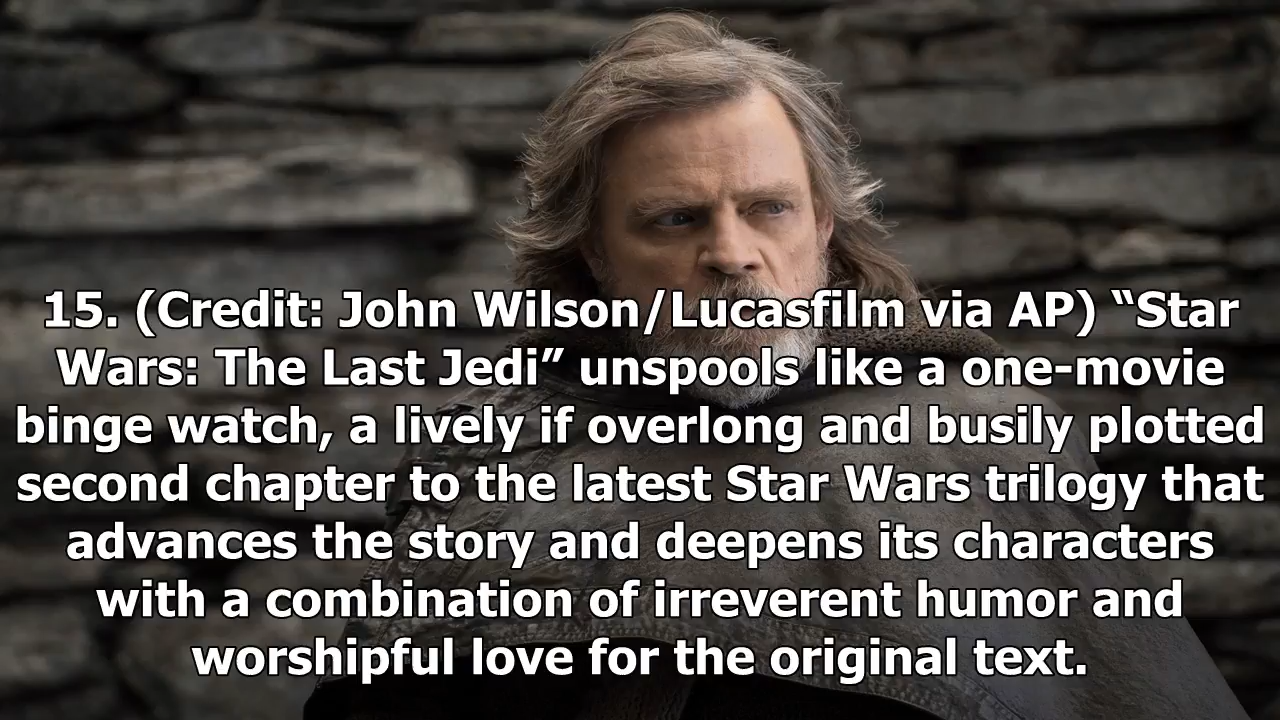 15. (Credit: John Wilson/Lucasfilm via AP) “Star
Wars: The Last Jedi” unspools like a one-movie
binge watch, a lively if overlong and busily plotted
second chapter to the latest Star Wars trilogy that
advances the story and deepens its characters
with a combination of irreverent humor and
worshipful love for the original text.